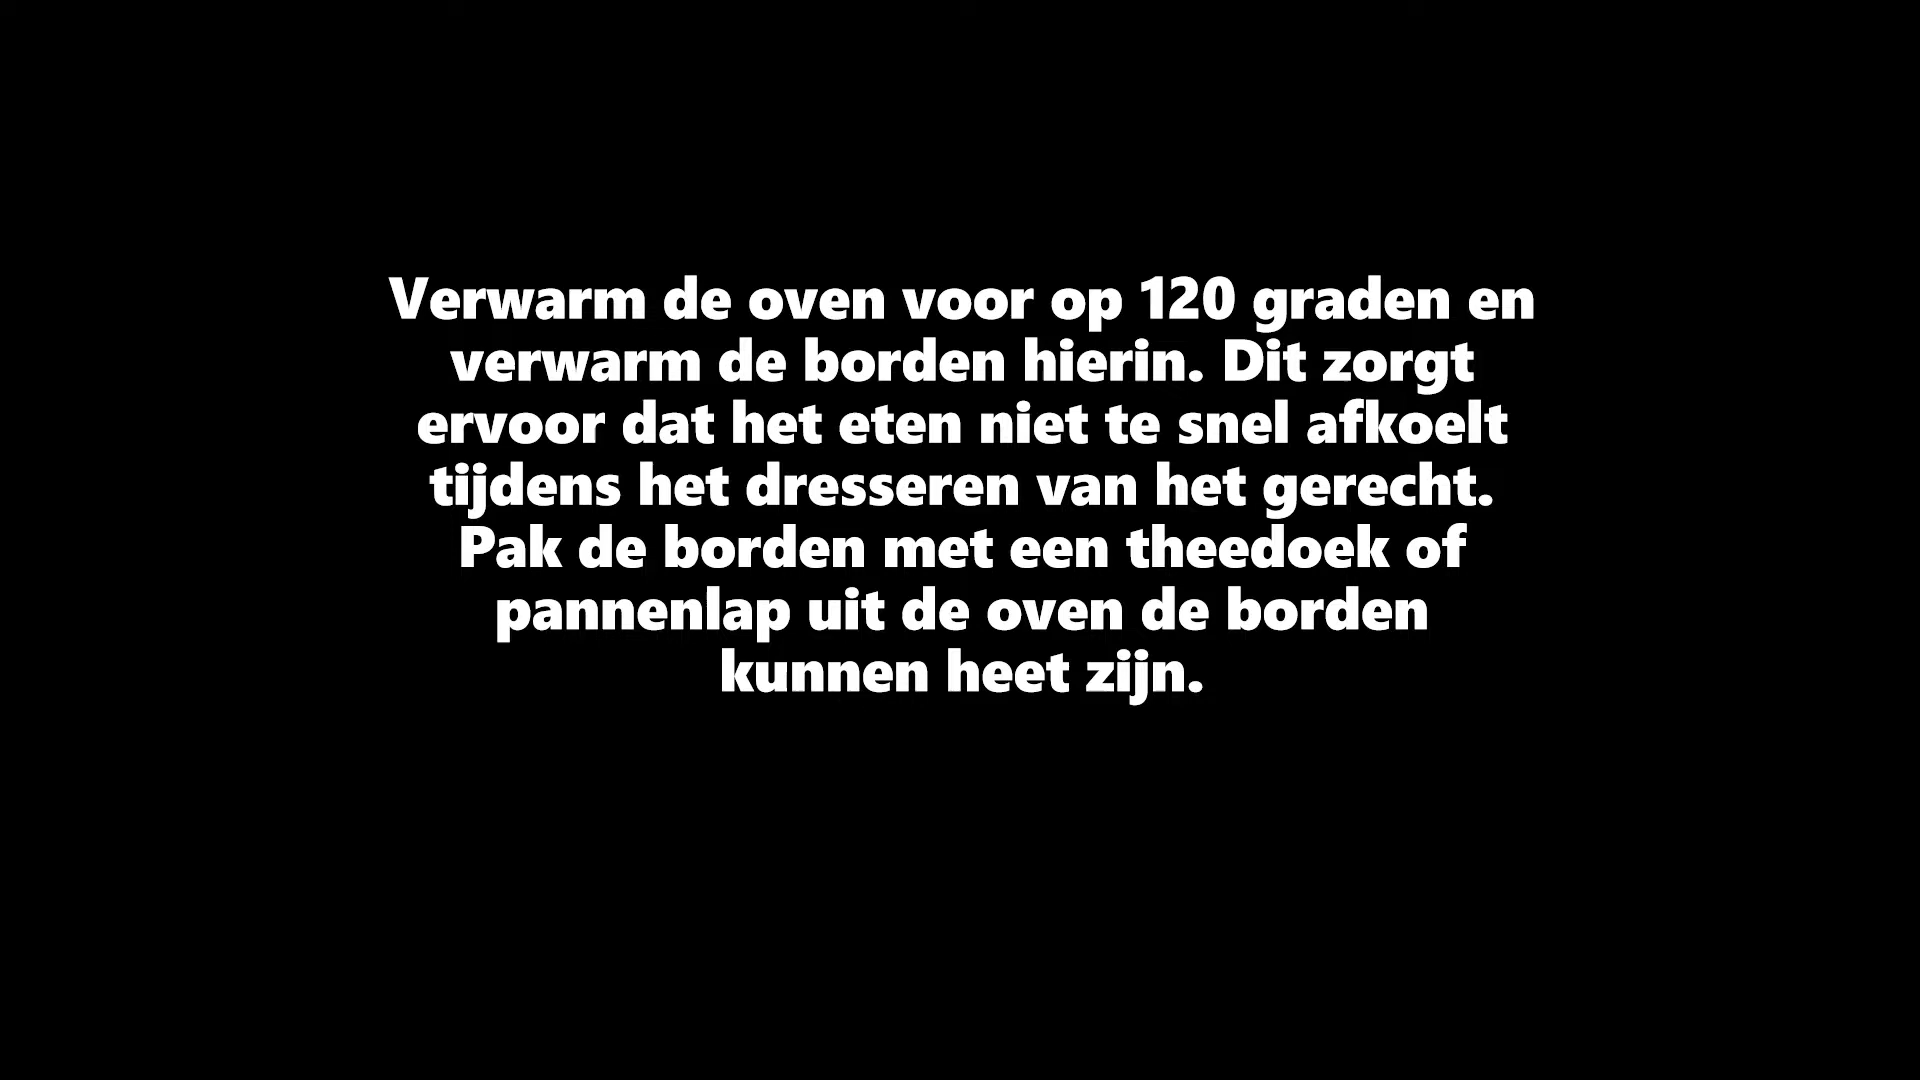 Verwarm de oven voor op 120 graden en
verwarm de borden hierin. Dit zorgt
ervoor dat het eten niet te snel afkoelt
tijdens het dresseren van het gerecht.
Pak de borden met een theedoek of
pannenlap uit de oven de borden
kunnen heet zijn.